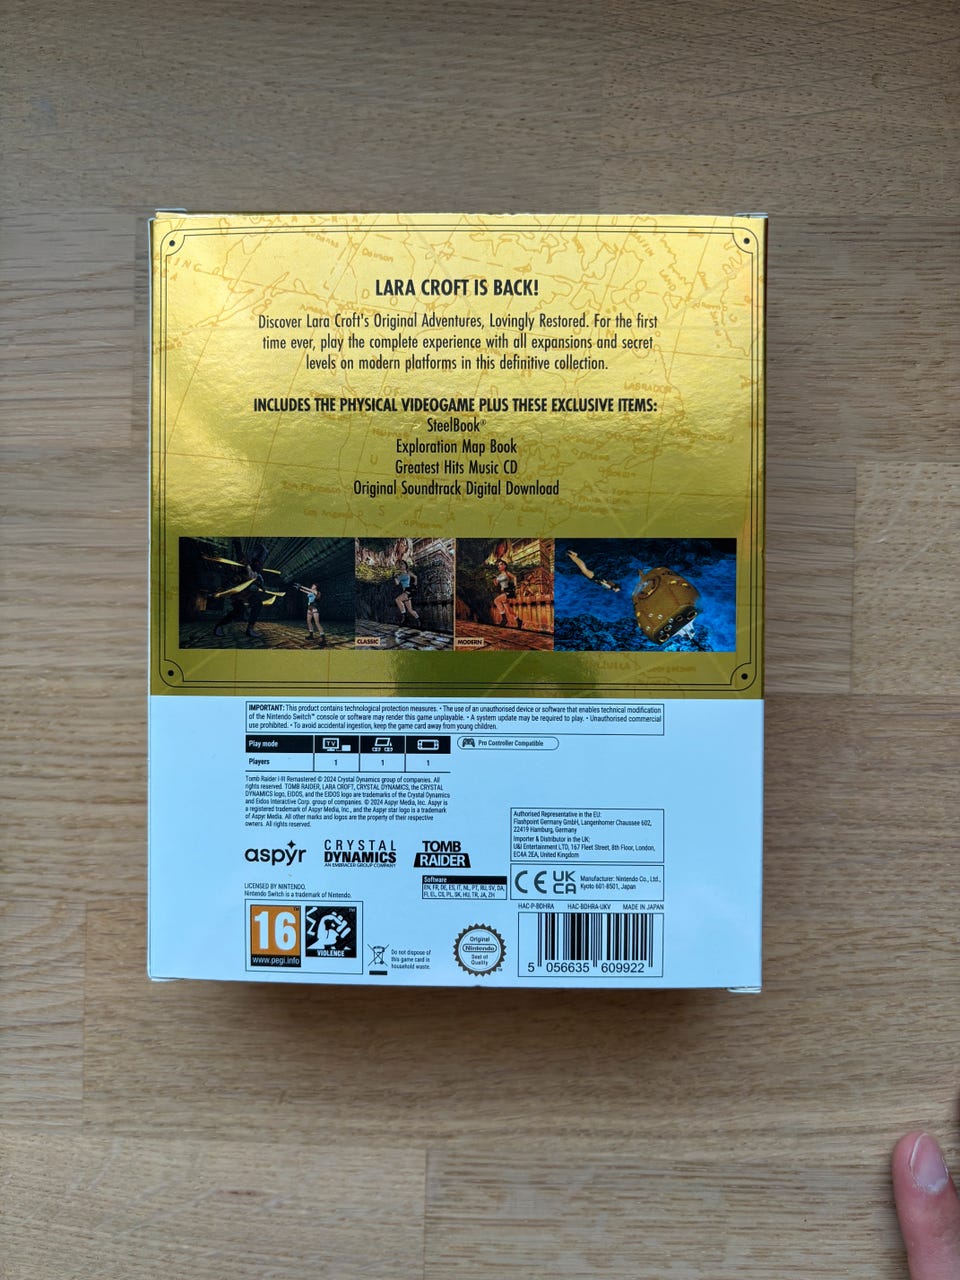 LARA CROFT IS BACK!
Discover Lara Croft's Original Adventures, Lovingly Restored. For the first
time ever, play the complete experience with all expansions and secret
levels on modern platforms in this definitive collection.
INCLUDES THE PHYSICAL VIDEOGAME PLUS THESE EXCLUSIVE ITEMS:
SteelBook®
Exploration Map Book
Greatest Hits Music CD
Original Soundtrack Digital Download
CLASSIC
MODERN
IMPORTANT: This product contains technological protection measures. • The use of an unauthorised device or software that enables technical modification
of the Nintendo Switch™ console or software may render this game unplayable. • A system update may be required to play. • Unauthorised commercial
use prohibited. • To avoid accidental ingestion, keep the game card away from young children.
Play mode TV
Players 1 1 1
Pro Controller Compatible
Tomb Raider I-III Remastered © 2024 Crystal Dynamics group of companies. All
rights reserved. TOMB RAIDER, LARA CROFT, CRYSTAL DYNAMICS, the CRYSTAL
DYNAMICS logo, EIDOS, and the EIDOS logo are trademarks of the Crystal Dynamics
and Eidos Interactive Corp. group of companies. © 2024 Aspyr Media, Inc. Aspyr is
a registered trademark of Aspyr Media, Inc., and the Aspyr star logo is a trademark
of Aspyr Media. All other marks and logos are the property of their respective
owners. All rights reserved.
Authorised Representative in the EU:
Flashpoint Germany GmbH, Langenhorner Chaussee 602,
22419 Hamburg, Germany
Importer & Distributor in the UK:
U&I Entertainment LTD, 167 Fleet Street, 8th Floor, London,
EC4A 2EA, United Kingdom
aspyr
CRYSTAL
DYNAMICS
AN EMBRACER GROUP COMPANY
TOMB
RAIDER
Software
EN, FR, DE, ES, IT, NL, PT, RU, SV, DA,
FI, EL, CS, PL, SK, HU, TR, JA, ZH
CE UK
CA
Manufacturer: Nintendo Co., Ltd.,
Kyoto 601-8501, Japan
LICENSED BY NINTENDO.
Nintendo Switch is a trademark of Nintendo.
HAC-P-BDHRA HAC-BDHRA-UKV MADE IN JAPAN
16
www.pegi.info
VIOLENCE
Do not dispose of
this game card in
household waste.
Original
Nintendo
Seal of
Quality
5 056635 609922